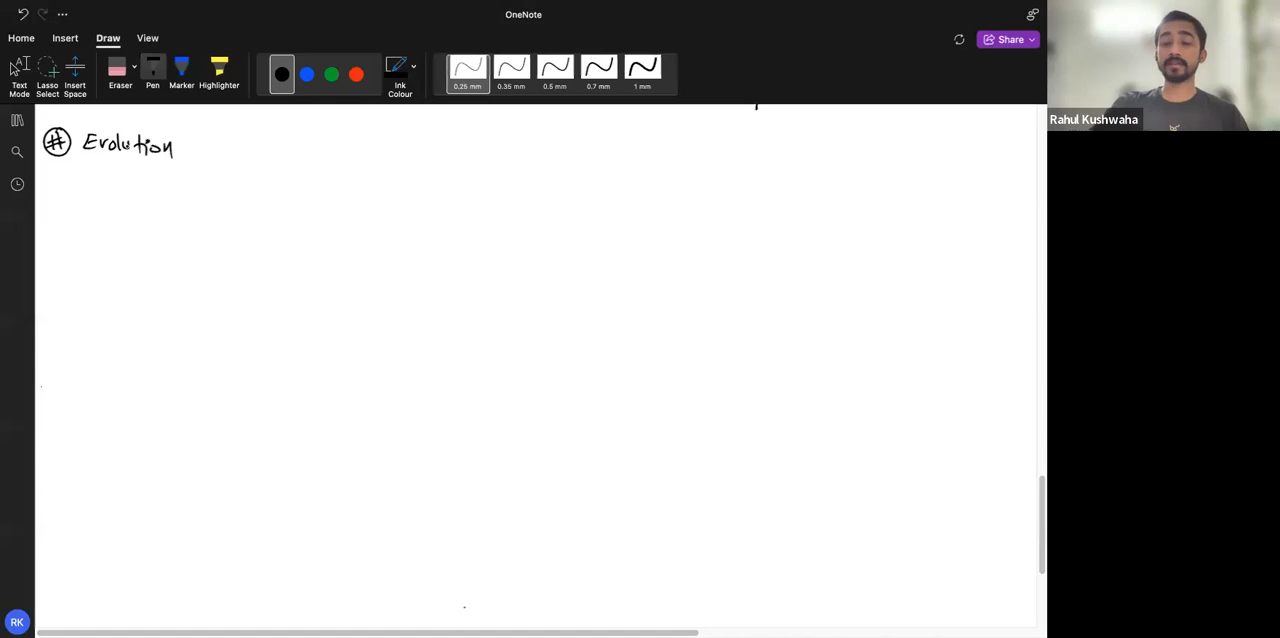 OneNote
Home Insert Draw View
Share
Text Mode
Lasso Select
Insert Space
Eraser
Pen
Marker
Highlighter
Ink Colour
0.25 mm
0.35 mm
0.5 mm
0.7 mm
1 mm
Rahul Kushwaha
# Evolution
RK